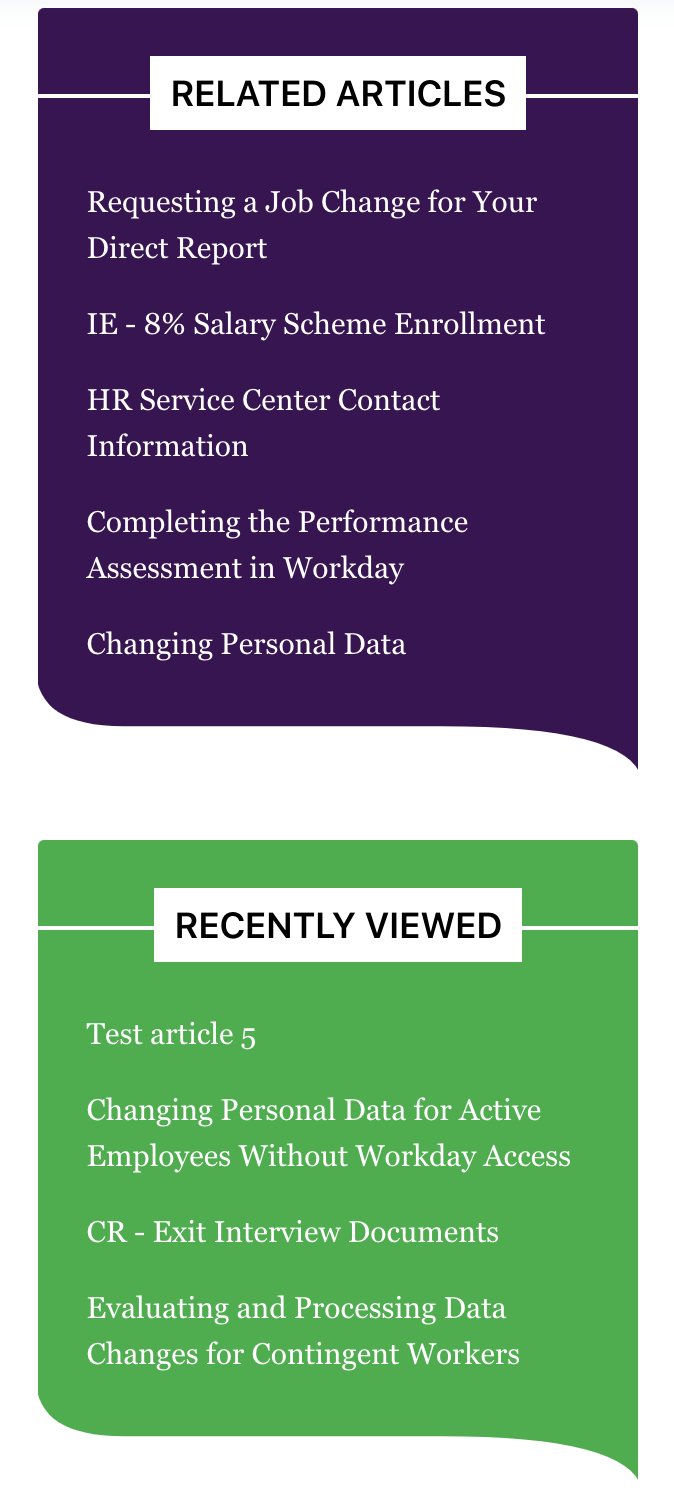 RELATED ARTICLES
Requesting a Job Change for Your
Direct Report
IE - 8% Salary Scheme Enrollment
HR Service Center Contact
Information
Completing the Performance
Assessment in Workday
Changing Personal Data
RECENTLY VIEWED
Test article 5
Changing Personal Data for Active
Employees Without Workday Access
CR - Exit Interview Documents
Evaluating and Processing Data
Changes for Contingent Workers